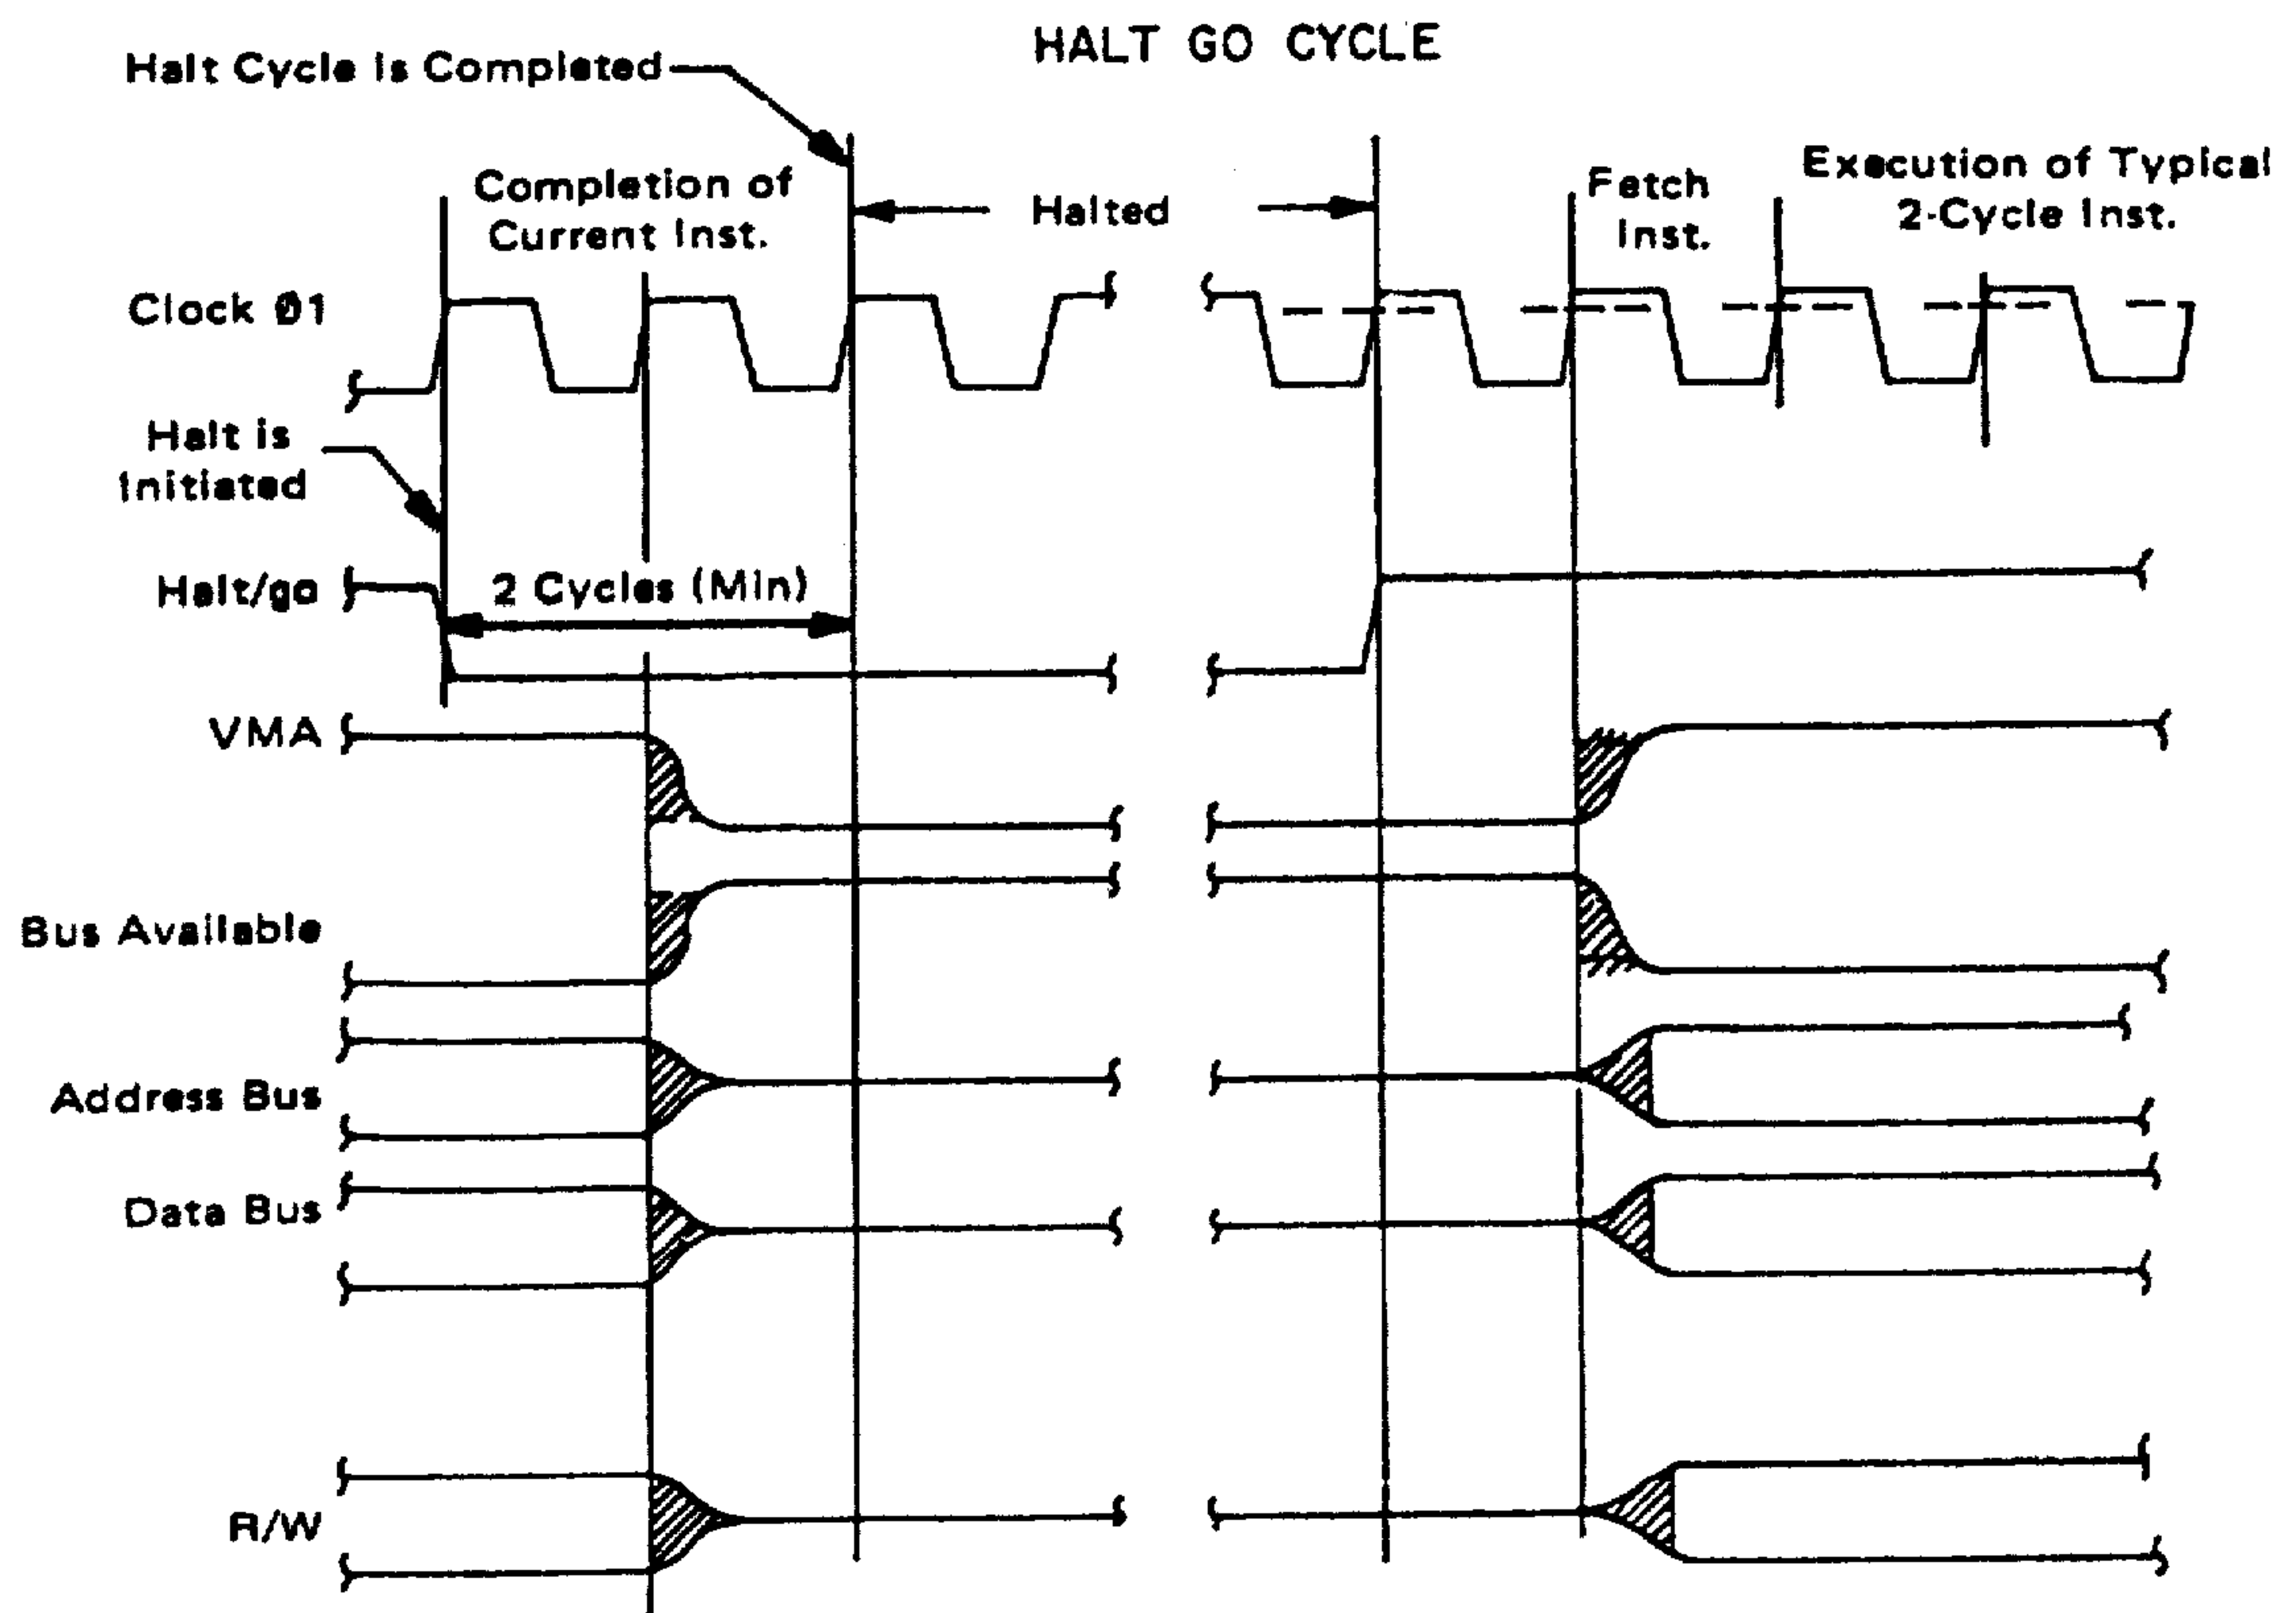 HALT GO CYCLE
Halt Cycle is Completed
Completion of
Current Inst.
Halted
Fetch
Inst.
Execution of Typical
2-Cycle Inst.
Clock Ø1
Halt is
Initiated
Halt/go
2 Cycles (Min)
VMA
Bus Available
Address Bus
Data Bus
R/W